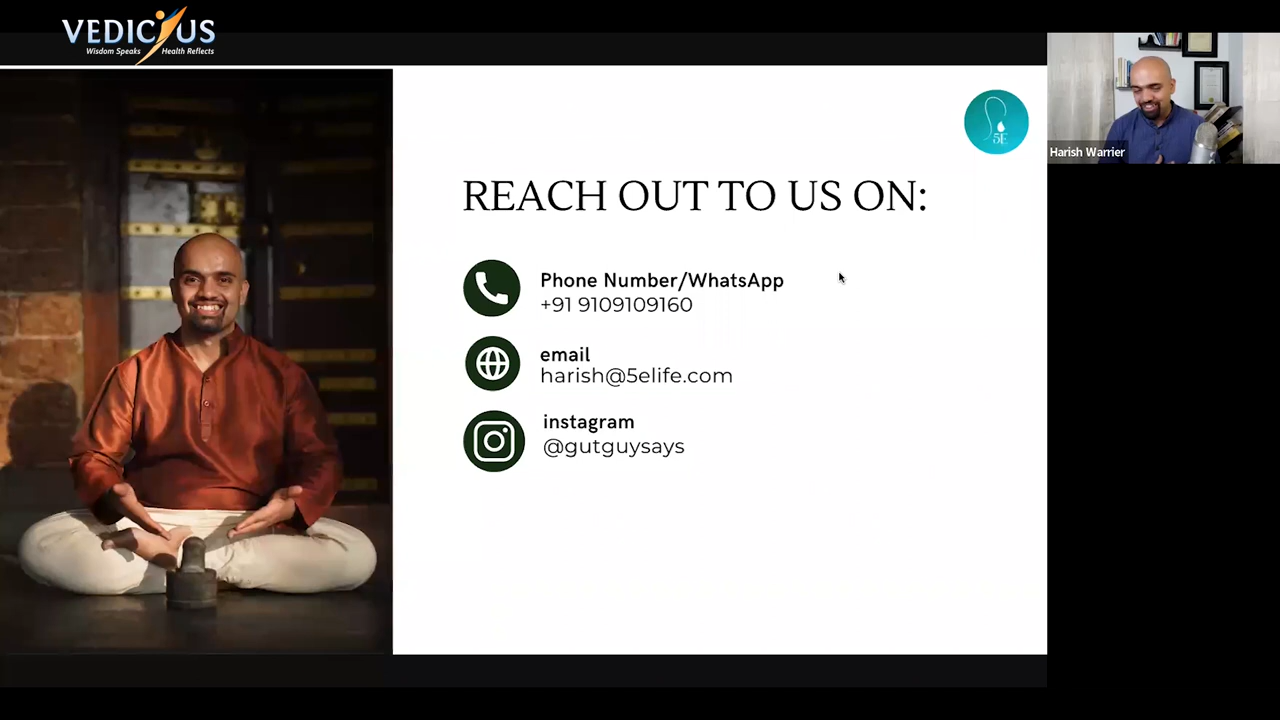 VEDICIUS
Wisdom Speaks Health Reflects
5E
Harish Warrier
REACH OUT TO US ON:
Phone Number/WhatsApp
+91 9109109160
email
harish@5elife.com
instagram
@gutguysays